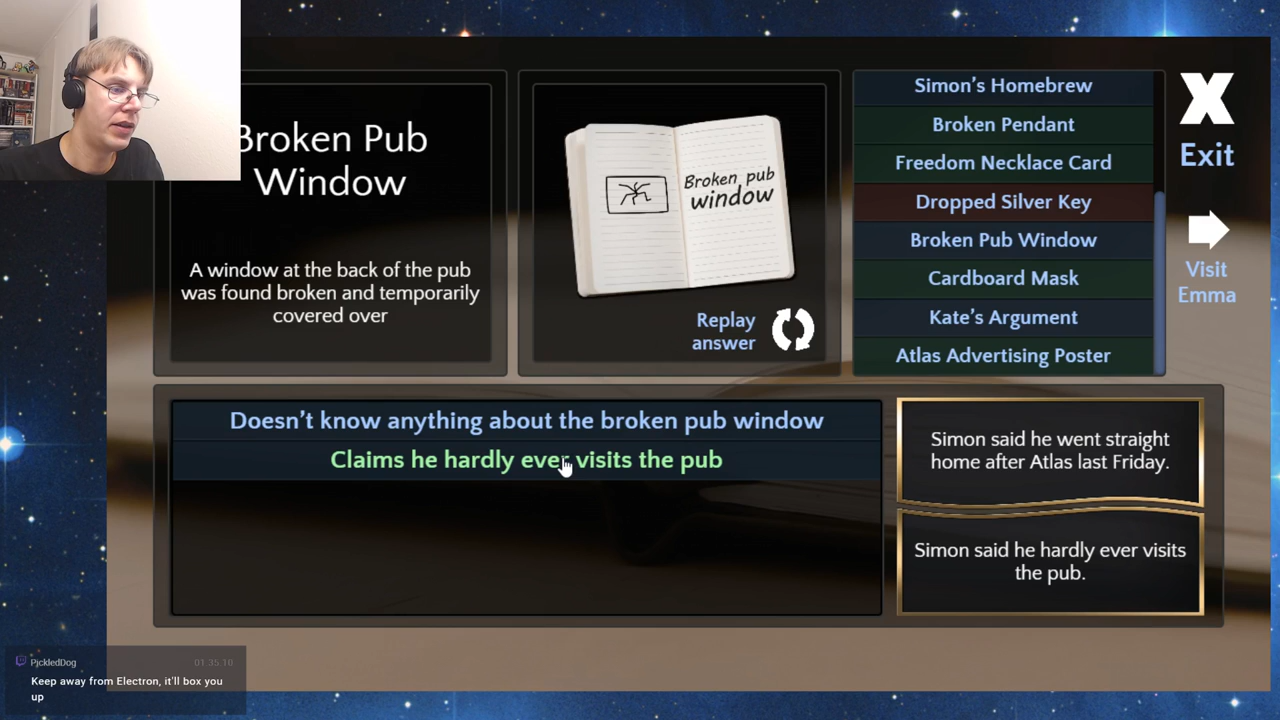 Broken Pub
Window
A window at the back of the pub
was found broken and temporarily
covered over
Broken pub
window
Replay
answer
Simon's Homebrew
Broken Pendant
Freedom Necklace Card
Dropped Silver Key
Broken Pub Window
Cardboard Mask
Kate's Argument
Atlas Advertising Poster
Exit
Visit
Emma
Doesn't know anything about the broken pub window
Claims he hardly ever visits the pub
Simon said he went straight
home after Atlas last Friday.
Simon said he hardly ever visits
the pub.
PjckledDog 01:35:10
Keep away from Electron, it'll box you
up